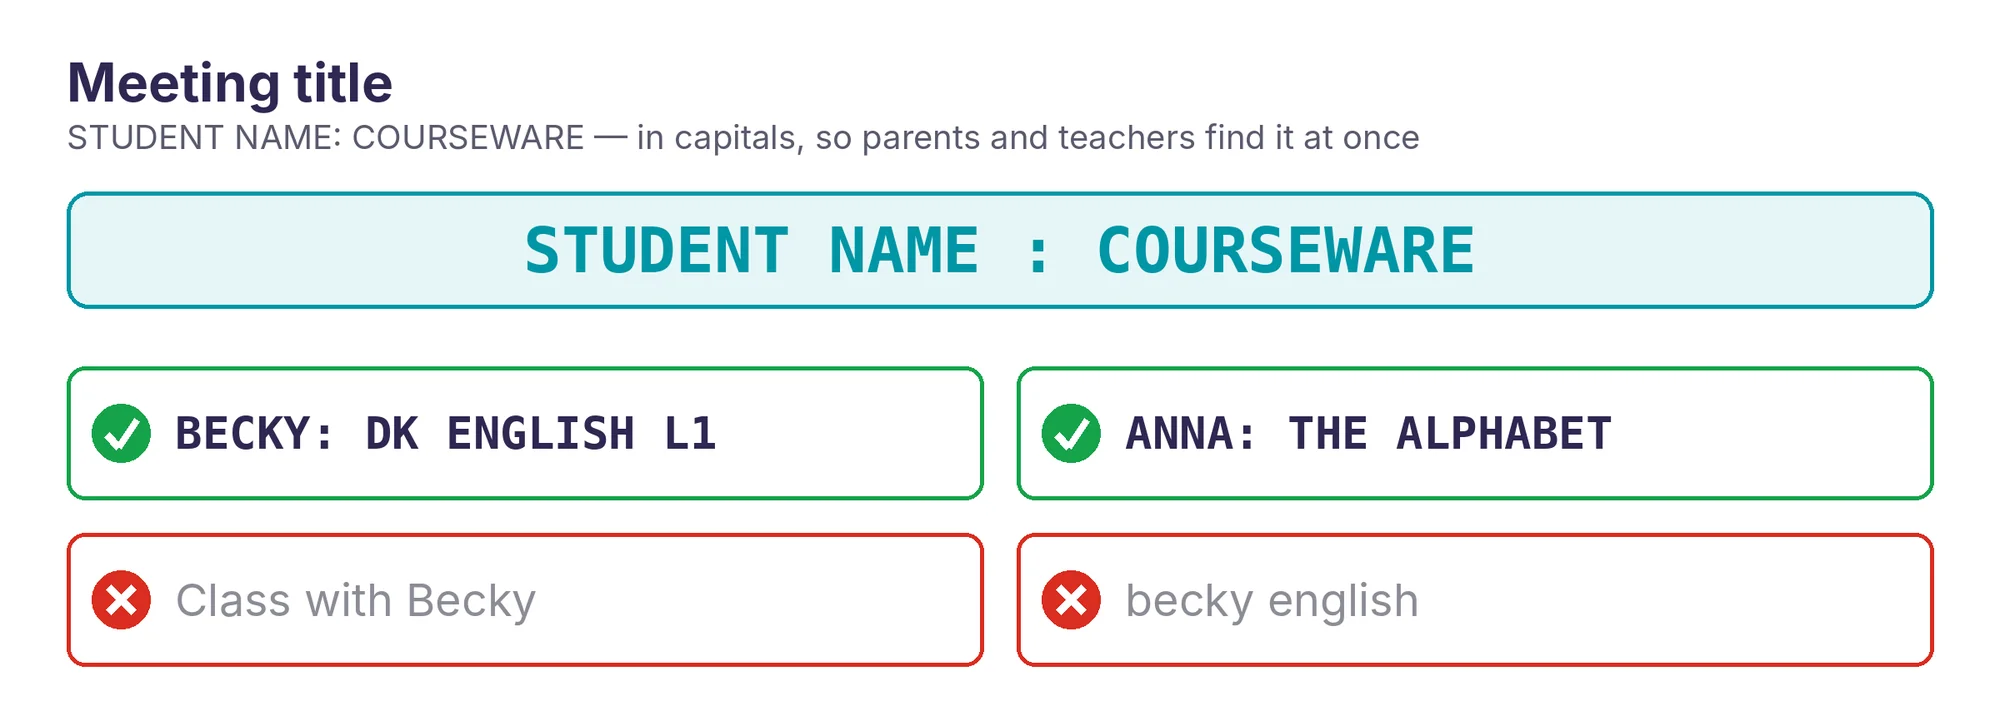 Meeting title
STUDENT NAME: COURSEWARE — in capitals, so parents and teachers find it at once
STUDENT NAME : COURSEWARE
BECKY: DK ENGLISH L1
ANNA: THE ALPHABET
Class with Becky
becky english